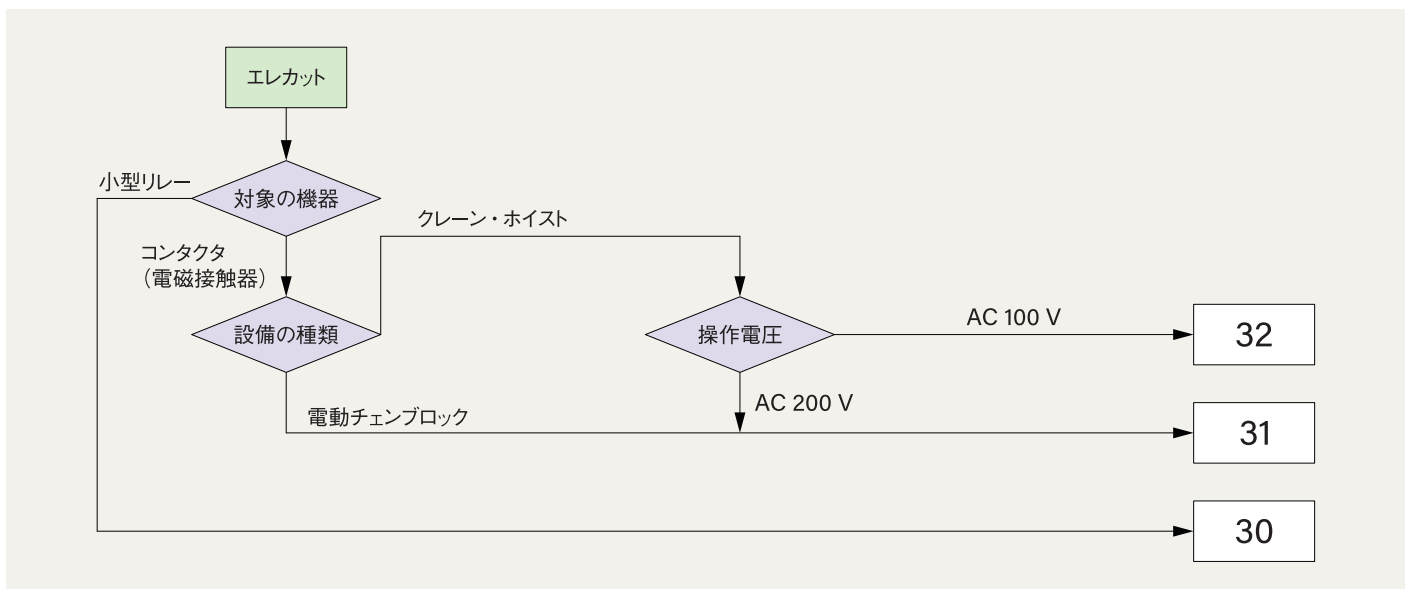 エレカット
小型リレー
対象の機器
クレーン・ホイスト
コンタクタ
（電磁接触器）
設備の種類
操作電圧
AC 100 V
32
AC 200 V
電動チェンブロック
31
30